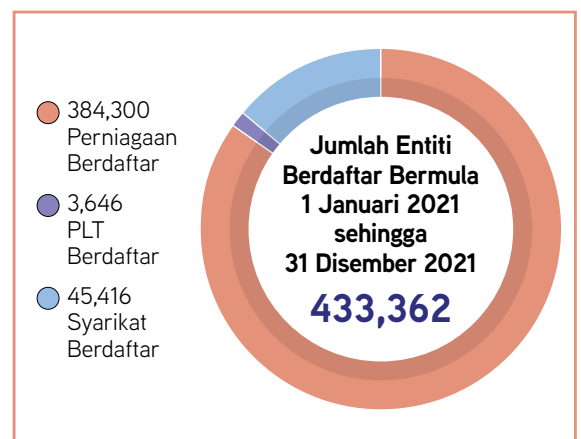 384,300
Perniagaan
Berdaftar
3,646
PLT
Berdaftar
45,416
Syarikat
Berdaftar
Jumlah Entiti
Berdaftar Bermula
1 Januari 2021
sehingga
31 Disember 2021
433,362